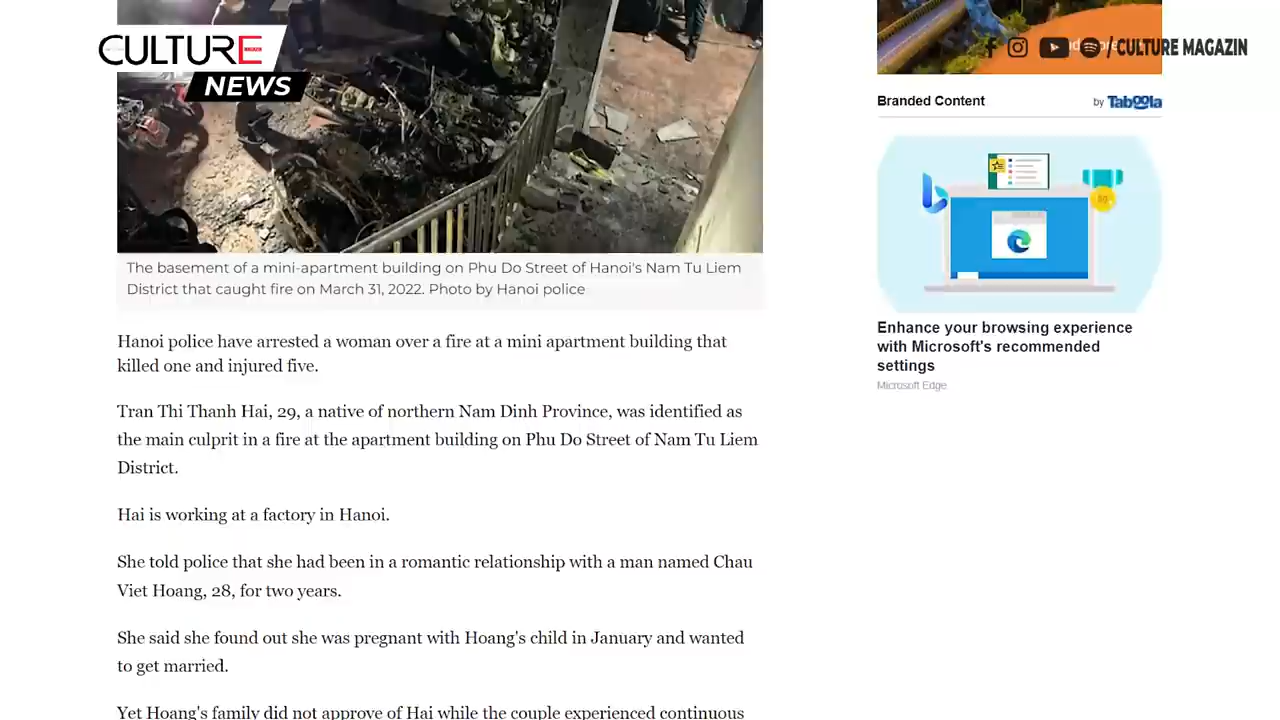 CULTURE
NEWS
/ CULTURE MAGAZIN
Branded Content
by Taboola
The basement of a mini-apartment building on Phu Do Street of Hanoi's Nam Tu Liem
District that caught fire on March 31, 2022. Photo by Hanoi police
Hanoi police have arrested a woman over a fire at a mini apartment building that
killed one and injured five.
Tran Thi Thanh Hai, 29, a native of northern Nam Dinh Province, was identified as
the main culprit in a fire at the apartment building on Phu Do Street of Nam Tu Liem
District.
Hai is working at a factory in Hanoi.
She told police that she had been in a romantic relationship with a man named Chau
Viet Hoang, 28, for two years.
She said she found out she was pregnant with Hoang's child in January and wanted
to get married.
Yet Hoang's family did not approve of Hai while the couple experienced continuous
Enhance your browsing experience
with Microsoft's recommended
settings
Microsoft Edge